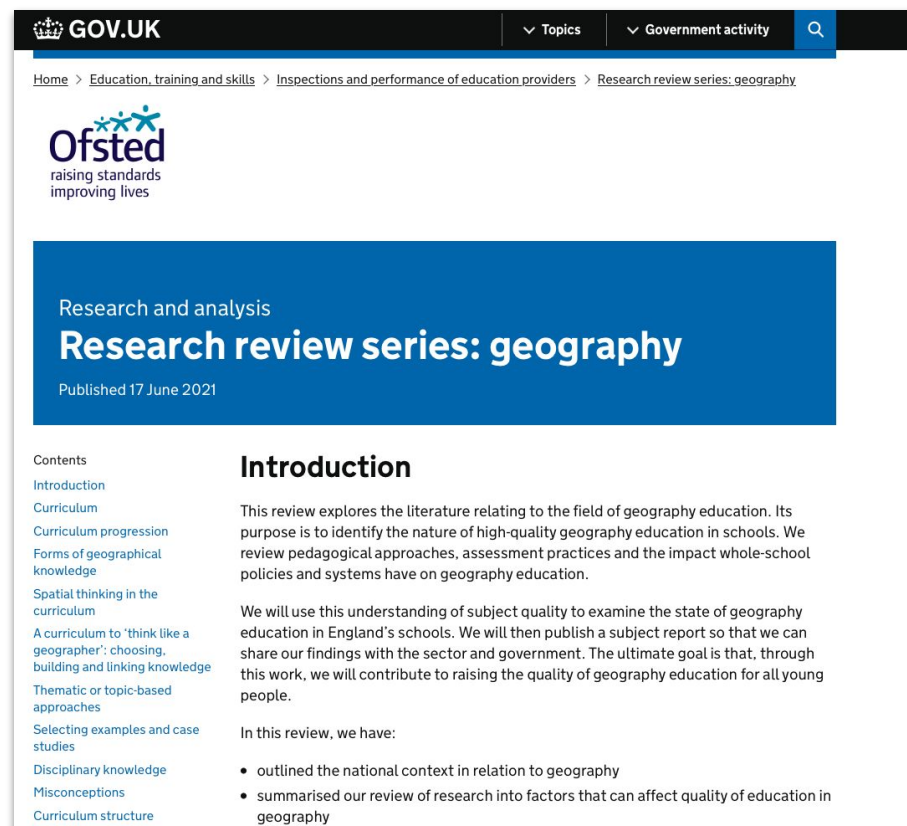 GOV.UK
Topics
Government activity
Home > Education, training and skills > Inspections and performance of education providers > Research review series: geography
Ofsted
raising standards
improving lives
Research and analysis
Research review series: geography
Published 17 June 2021
Contents
Introduction
Curriculum
Curriculum progression
Forms of geographical
knowledge
Spatial thinking in the
curriculum
A curriculum to ‘think like a
geographer’: choosing,
building and linking knowledge
Thematic or topic-based
approaches
Selecting examples and case
studies
Disciplinary knowledge
Misconceptions
Curriculum structure
Introduction
This review explores the literature relating to the field of geography education. Its
purpose is to identify the nature of high-quality geography education in schools. We
review pedagogical approaches, assessment practices and the impact whole-school
policies and systems have on geography education.
We will use this understanding of subject quality to examine the state of geography
education in England’s schools. We will then publish a subject report so that we can
share our findings with the sector and government. The ultimate goal is that, through
this work, we will contribute to raising the quality of geography education for all young
people.
In this review, we have:
• outlined the national context in relation to geography
• summarised our review of research into factors that can affect quality of education in
geography